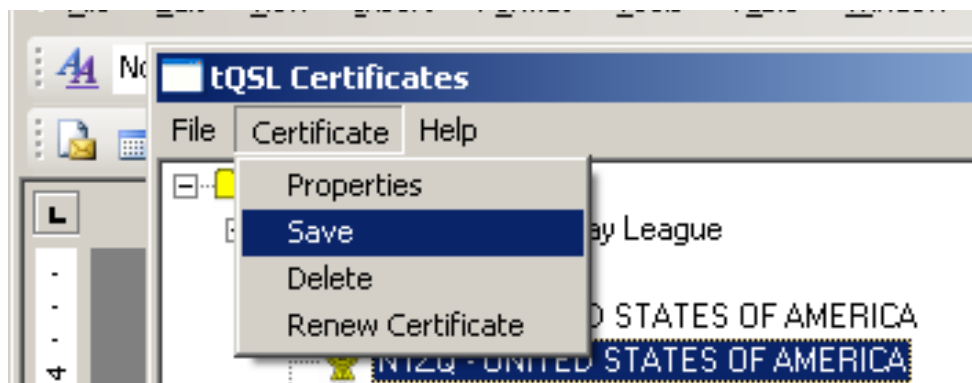 tQSL Certificates
File Certificate Help
Properties
Save
ay League
Delete
Renew Certificate
D STATES OF AMERICA
N1ZQ - UNITED STATES OF AMERICA